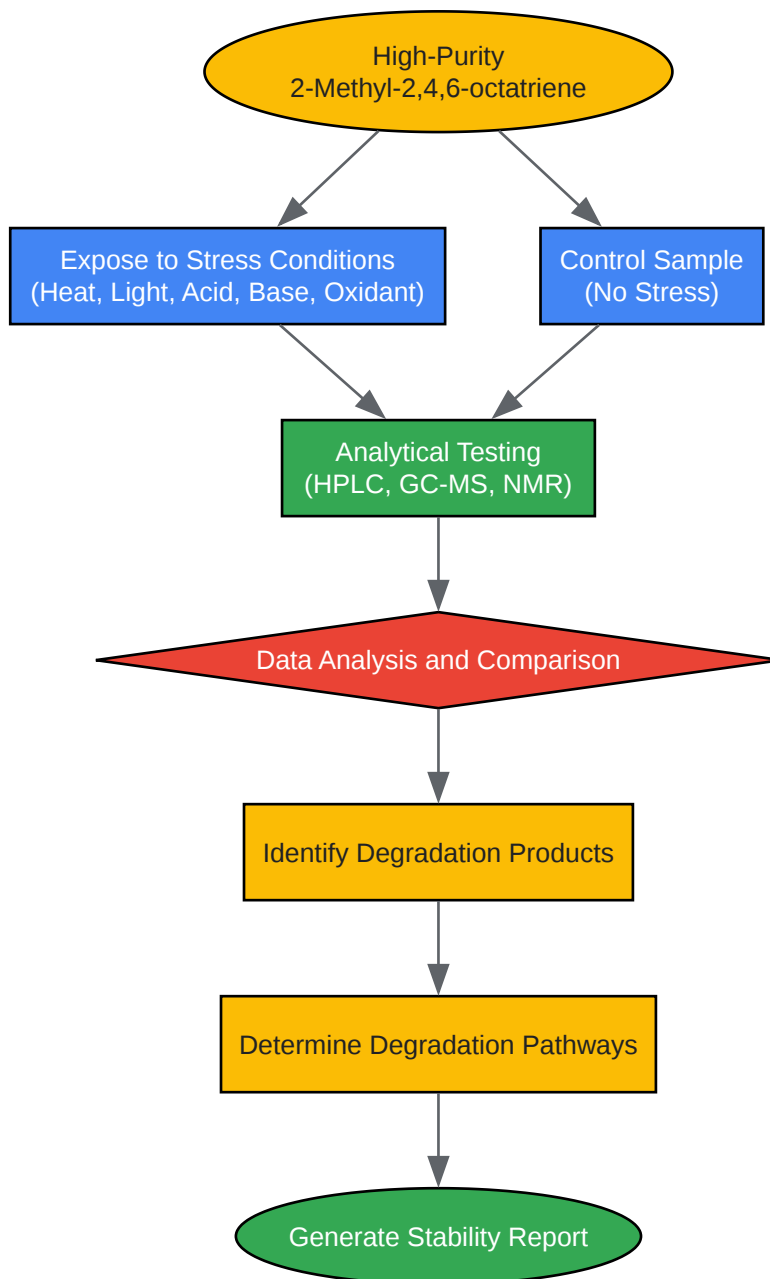 High-Purity
2-Methyl-2,4,6-octatriene
Expose to Stress Conditions
(Heat, Light, Acid, Base, Oxidant)
Control Sample
(No Stress)
Analytical Testing
(HPLC, GC-MS, NMR)
Data Analysis and Comparison
Identify Degradation Products
Determine Degradation Pathways
Generate Stability Report